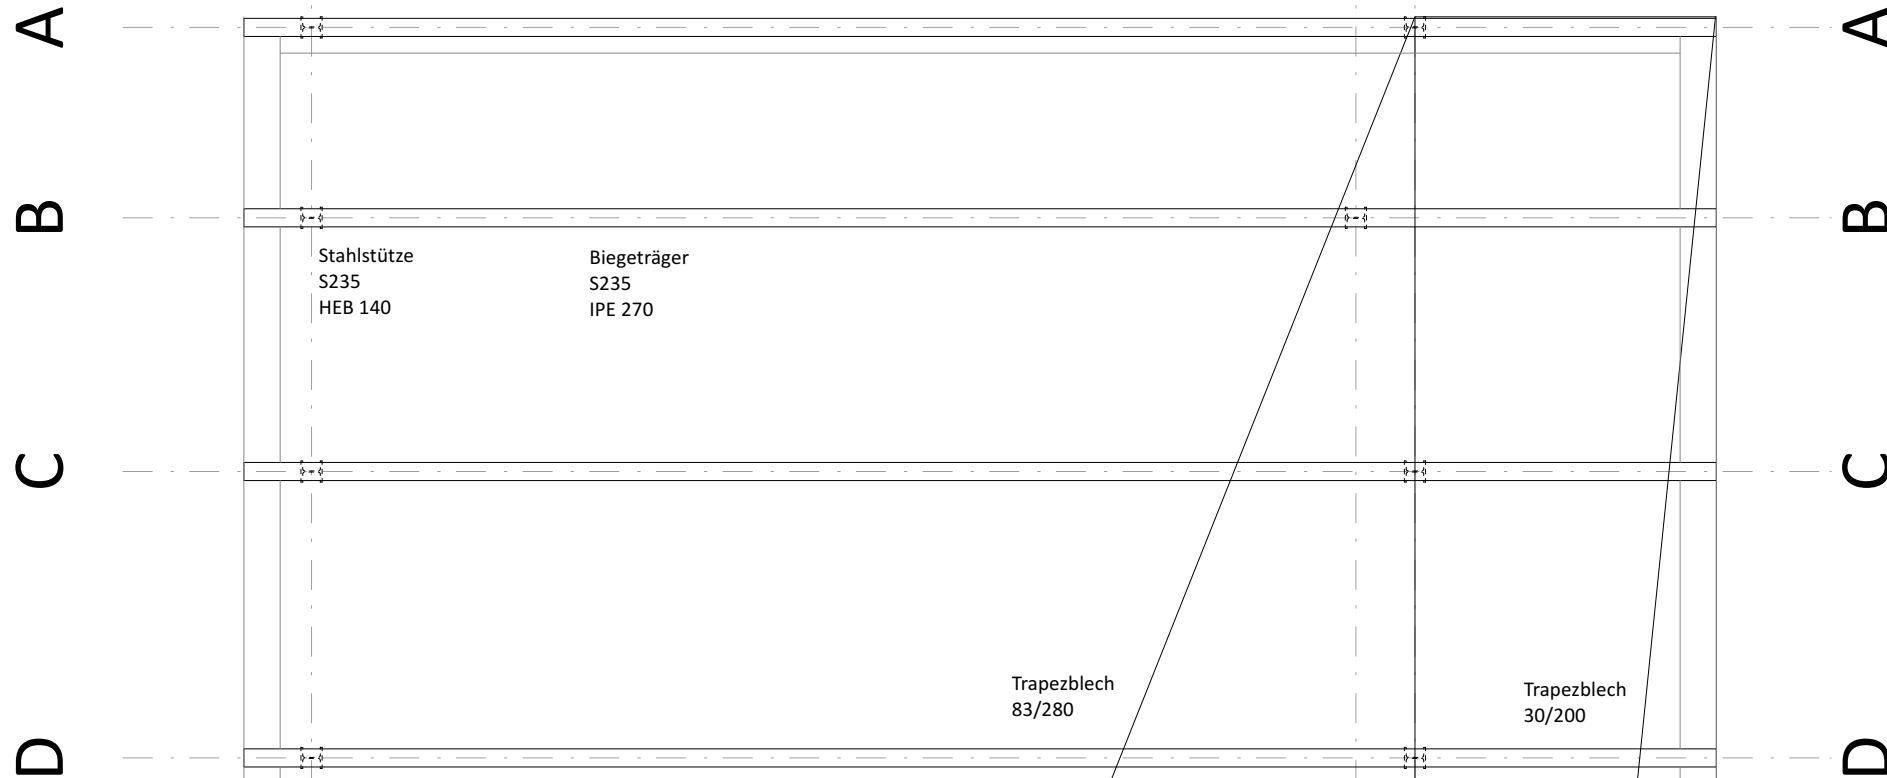 A
A
B
B
Stahlstütze
S235
HEB 140
Biegeträger
S235
IPE 270
C
C
Trapezblech
83/280
Trapezblech
30/200
D
D